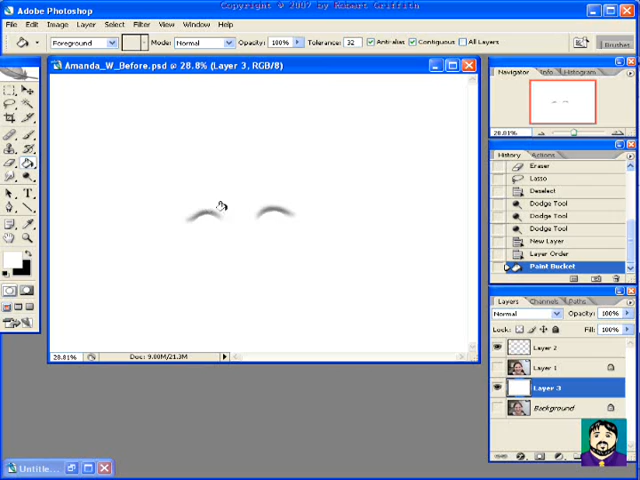 Copyright © 2007 by Robert Griffith
Adobe Photoshop
File Edit Image Layer Select Filter View Window Help
Foreground Mode: Normal Opacity: 100% Tolerance: 32 Anti-alias Contiguous All Layers Brushes
Amanda_W_Before.psd @ 28.8% (Layer 3, RGB/8)
Navigator Info Histogram
28.81%
History Actions
Eraser
Lasso
Deselect
Dodge Tool
Dodge Tool
Dodge Tool
New Layer
Layer Order
Paint Bucket
Layers Channels Paths
Normal Opacity: 100%
Lock: Fill: 100%
Layer 2
Layer 1
Layer 3
Background
28.81% Doc: 9.00M/21.3M
Untitle...